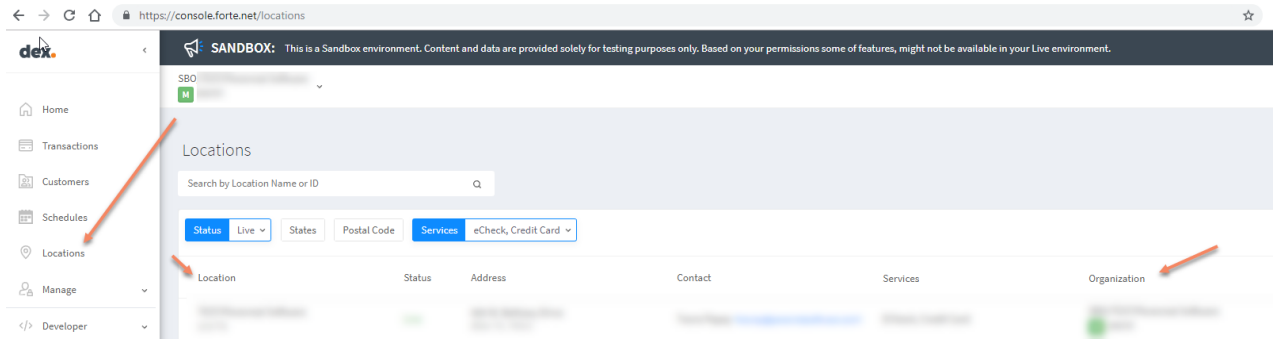 https://console.forte.net/locations
dex.
SANDBOX: This is a Sandbox environment. Content and data are provided solely for testing purposes only. Based on your permissions some of features, might not be available in your Live environment.
SBO
M
Home
Transactions
Customers
Schedules
Locations
Manage
</> Developer
Locations
Search by Location Name or ID
Status Live States Postal Code Services eCheck, Credit Card
Location Status Address Contact Services Organization